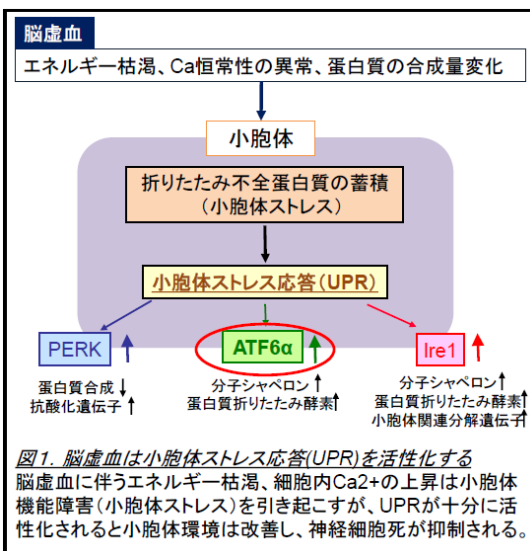 脳虚血
エネルギー枯渇、Ca恒常性の異常、蛋白質の合成量変化
小胞体
折りたたみ不全蛋白質の蓄積
(小胞体ストレス)
小胞体ストレス応答(UPR)
PERK
ATF6α
Ire1
蛋白質合成↓
抗酸化遺伝子↑
分子シャペロン↑
蛋白質折りたたみ酵素↑
分子シャペロン↑
蛋白質折りたたみ酵素↑
小胞体関連分解遺伝子↑
図1. 脳虚血は小胞体ストレス応答(UPR)を活性化する
脳虚血に伴うエネルギー枯渇、細胞内Ca2+の上昇は小胞体
機能障害(小胞体ストレス)を引き起こすが、UPRが十分に活
性化されると小胞体環境は改善し、神経細胞死が抑制される。